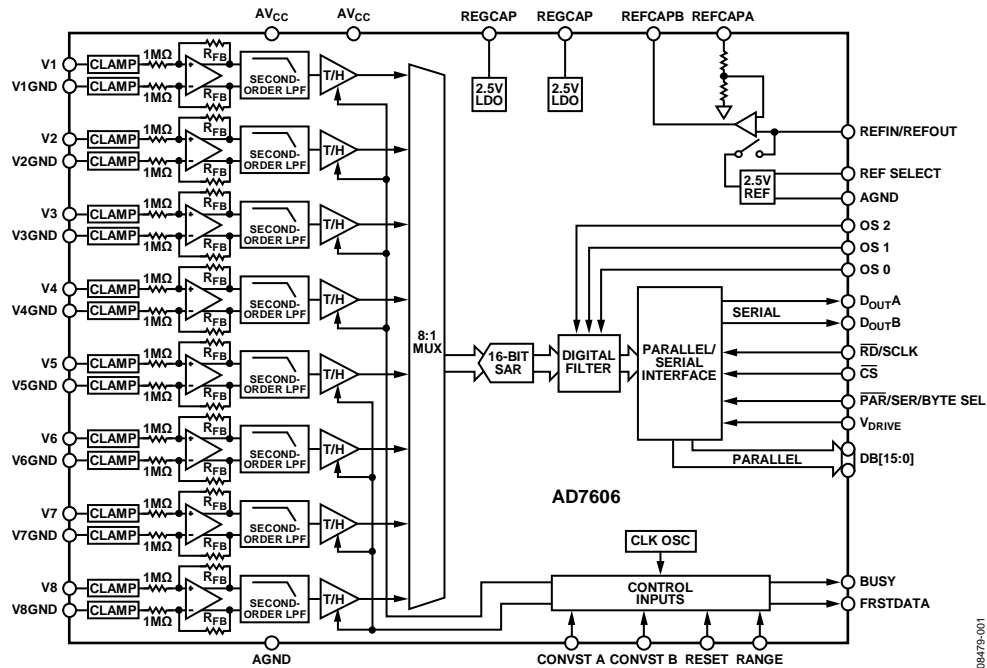 AVCC
AVCC
REGCAP
REGCAP
REFCAPB
REFCAPA
V1
CLAMP
1MΩ
RFB
V1GND
CLAMP
1MΩ
RFB
SECOND-
ORDER LPF
T/H
V2
CLAMP
1MΩ
RFB
V2GND
CLAMP
1MΩ
RFB
SECOND-
ORDER LPF
T/H
V3
CLAMP
1MΩ
RFB
V3GND
CLAMP
1MΩ
RFB
SECOND-
ORDER LPF
T/H
V4
CLAMP
1MΩ
RFB
V4GND
CLAMP
1MΩ
RFB
SECOND-
ORDER LPF
T/H
V5
CLAMP
1MΩ
RFB
V5GND
CLAMP
1MΩ
RFB
SECOND-
ORDER LPF
T/H
V6
CLAMP
1MΩ
RFB
V6GND
CLAMP
1MΩ
RFB
SECOND-
ORDER LPF
T/H
V7
CLAMP
1MΩ
RFB
V7GND
CLAMP
1MΩ
RFB
SECOND-
ORDER LPF
T/H
V8
CLAMP
1MΩ
RFB
V8GND
CLAMP
1MΩ
RFB
SECOND-
ORDER LPF
T/H
8:1
MUX
2.5V
LDO
2.5V
LDO
REFIN/REFOUT
2.5V
REF
REF SELECT
AGND
OS 2
OS 1
OS 0
16-BIT
SAR
DIGITAL
FILTER
PARALLEL/
SERIAL
INTERFACE
SERIAL
DOUTA
DOUTB
RD/SCLK
CS
PAR/SER/BYTE SEL
VDRIVE
PARALLEL
DB[15:0]
AD7606
CLK OSC
CONTROL
INPUTS
BUSY
FRSTDATA
AGND
CONVST A
CONVST B
RESET
RANGE
08479-001